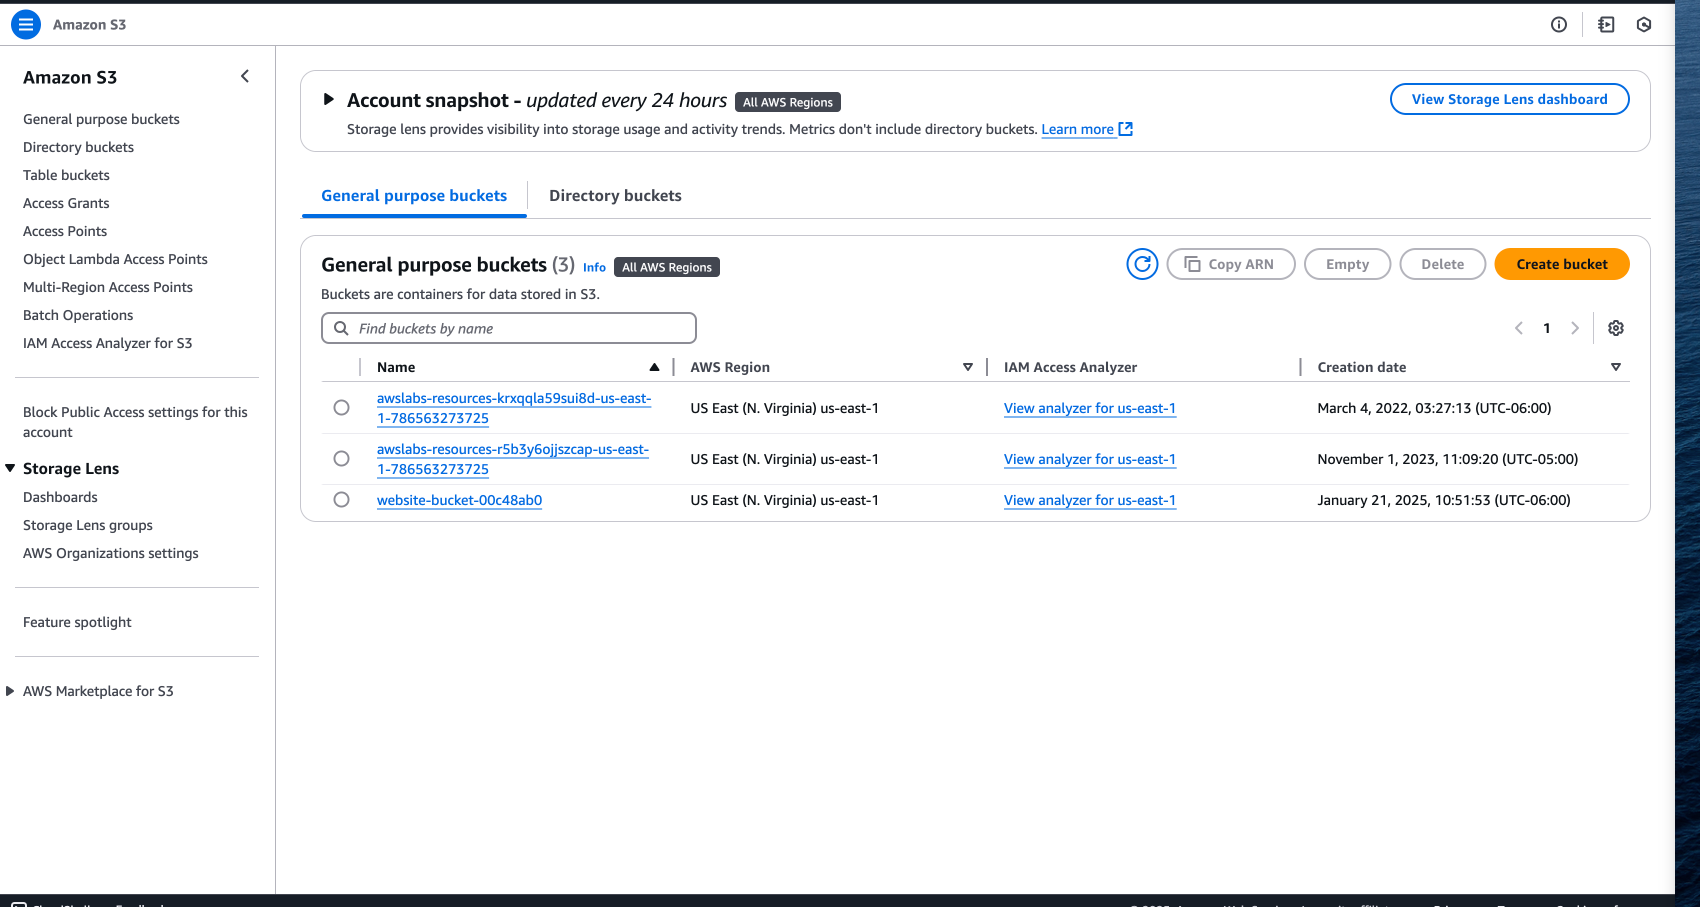 Amazon S3
Amazon S3
General purpose buckets
Directory buckets
Table buckets
Access Grants
Access Points
Object Lambda Access Points
Multi-Region Access Points
Batch Operations
IAM Access Analyzer for S3
Block Public Access settings for this
account
Storage Lens
Dashboards
Storage Lens groups
AWS Organizations settings
Feature spotlight
AWS Marketplace for S3
Account snapshot - updated every 24 hours All AWS Regions
View Storage Lens dashboard
Storage lens provides visibility into storage usage and activity trends. Metrics don't include directory buckets. Learn more
General purpose buckets Directory buckets
General purpose buckets (3) Info All AWS Regions
Copy ARN Empty Delete Create bucket
Buckets are containers for data stored in S3.
Find buckets by name
1
Name AWS Region IAM Access Analyzer Creation date
awslabs-resources-krxqqla59sui8d-us-east-
1-786563273725
US East (N. Virginia) us-east-1 View analyzer for us-east-1 March 4, 2022, 03:27:13 (UTC-06:00)
awslabs-resources-r5b3y6ojjszcap-us-east-
1-786563273725
US East (N. Virginia) us-east-1 View analyzer for us-east-1 November 1, 2023, 11:09:20 (UTC-05:00)
website-bucket-00c48ab0 US East (N. Virginia) us-east-1 View analyzer for us-east-1 January 21, 2025, 10:51:53 (UTC-06:00)